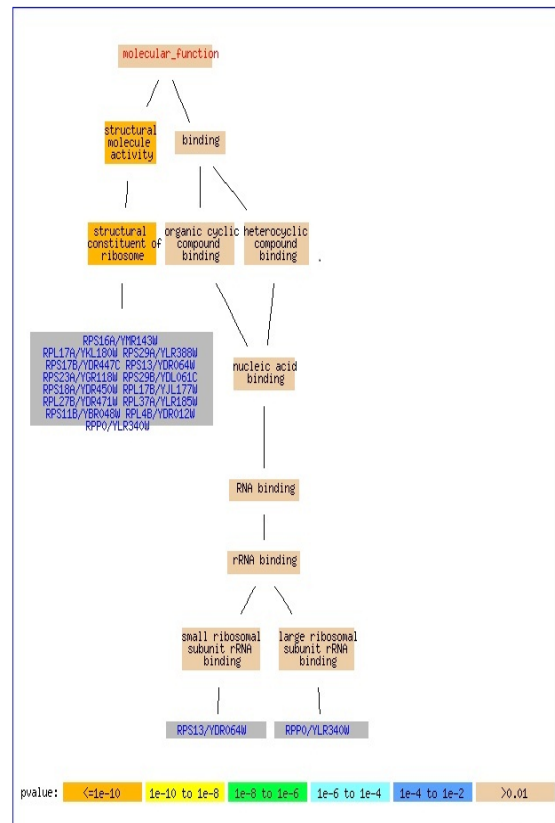 molecular_function
structural
molecule
activity
binding
structural
constituent of
ribosome
organic cyclic
compound
binding
heterocyclic
compound
binding
RPS16A/YMR143W
RPL17A/YKL180W RPS29A/YLR388W
RPS17B/YDR447C RPS13/YDR064W
RPS23A/YGR118W RPS29B/YDL061C
RPS18A/YDR450W RPL17B/YJL177W
RPL27B/YDR471W RPL37A/YLR185W
RPS11B/YBR048W RPL4B/YDR012W
RPP0/YLR340W
nucleic acid
binding
RNA binding
rRNA binding
small ribosomal
subunit rRNA
binding
large ribosomal
subunit rRNA
binding
RPS13/YDR064W
RPP0/YLR340W
pvalue: <=1e-10 1e-10 to 1e-8 1e-8 to 1e-6 1e-6 to 1e-4 1e-4 to 1e-2 >0.01